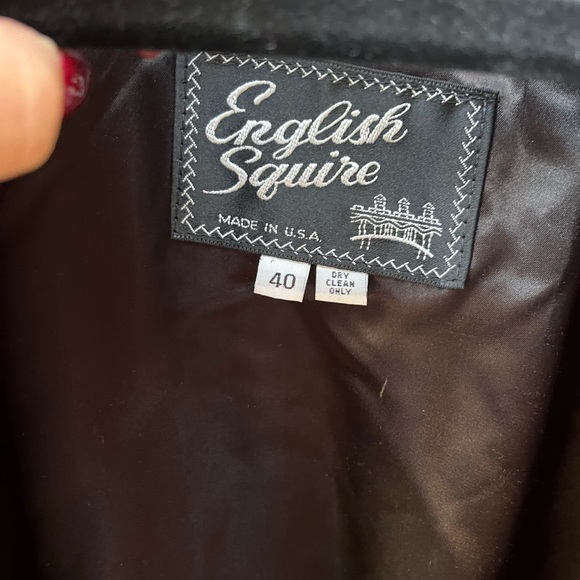 English
Squire
MADE IN U.S.A.
40
DRY
CLEAN
ONLY